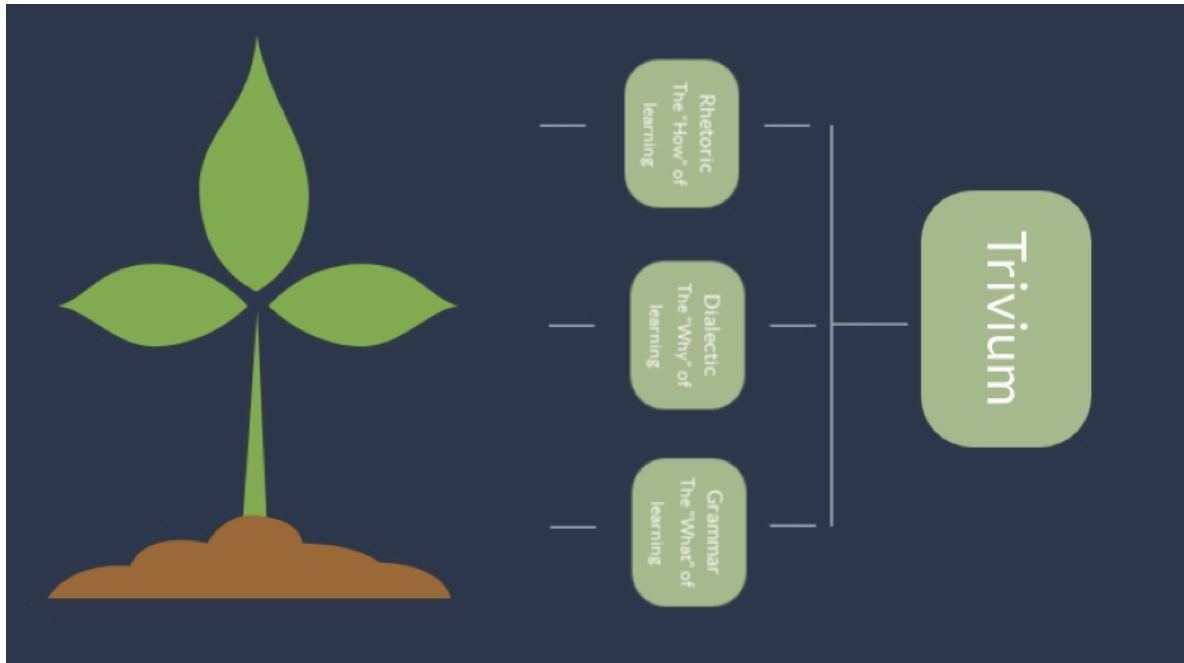 Trivium
Rhetoric
The "How" of
learning
Dialectic
The "Why" of
learning
Grammar
The "What" of
learning